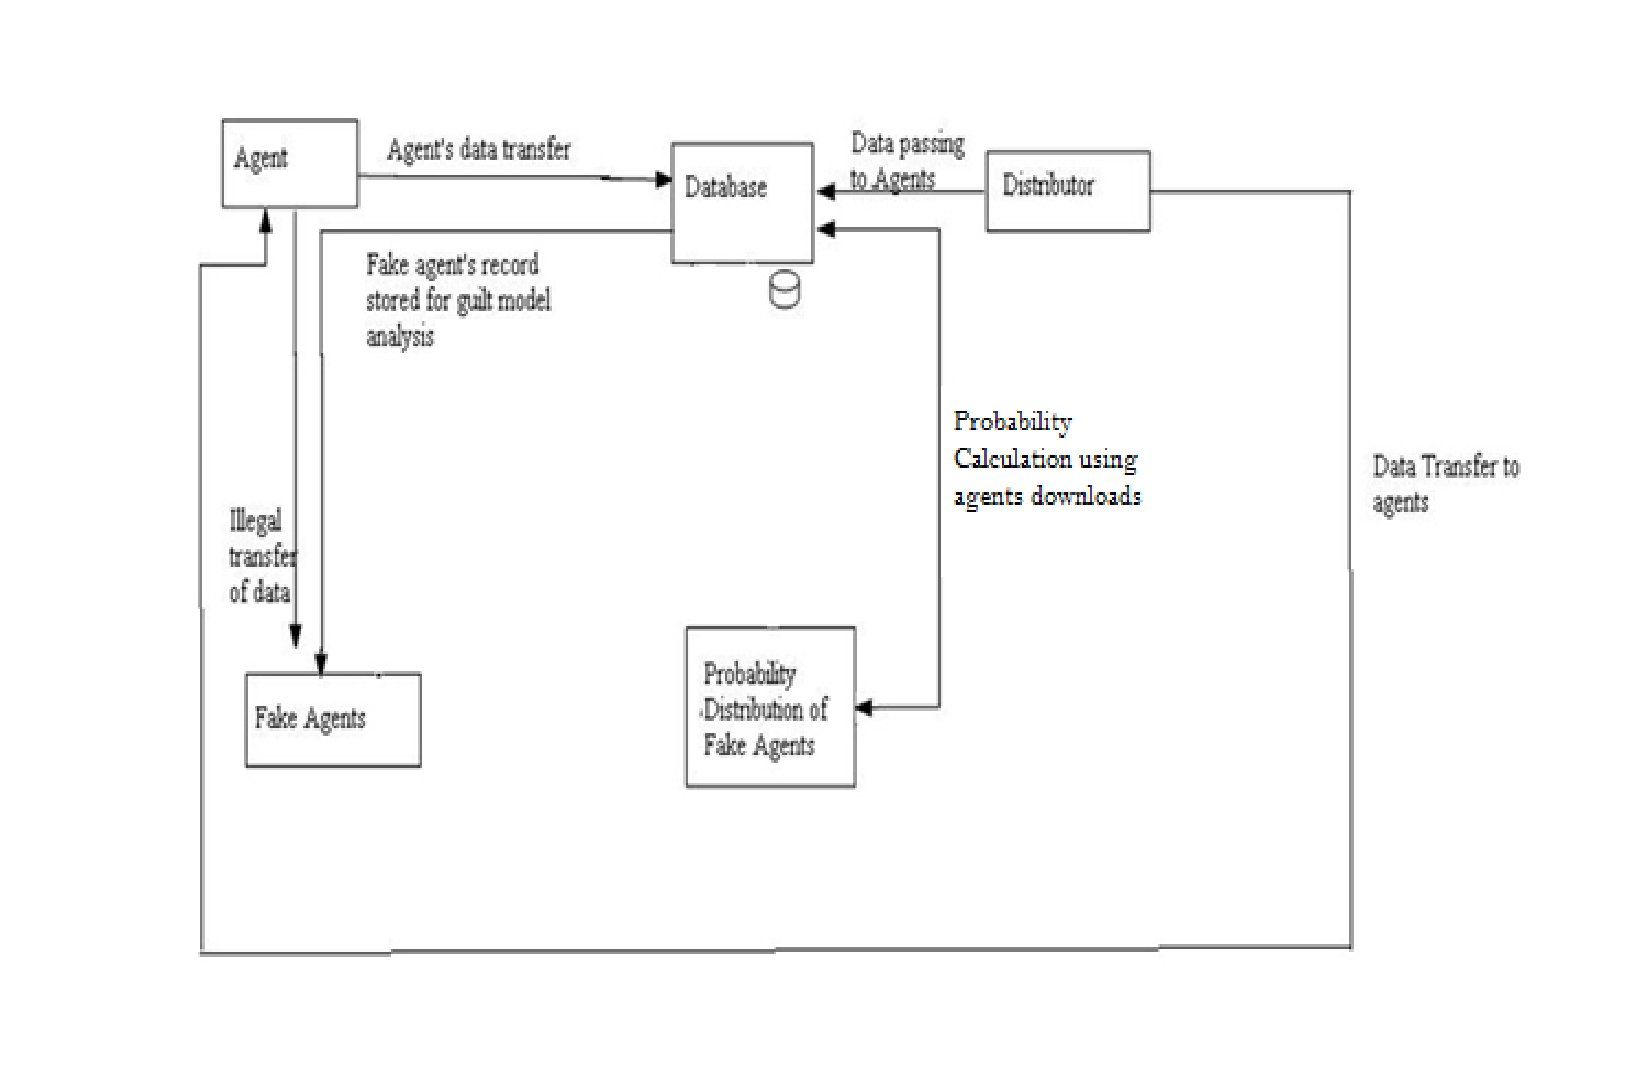 Agent
Agent's data transfer
Database
Data passing
to Agents
Distributor
Fake agent's record
stored for guilt model
analysis
Probability
Calculation using
agents downloads
Data Transfer to
agents
Illegal
transfer
of data
Fake Agents
Probability
Distribution of
Fake Agents